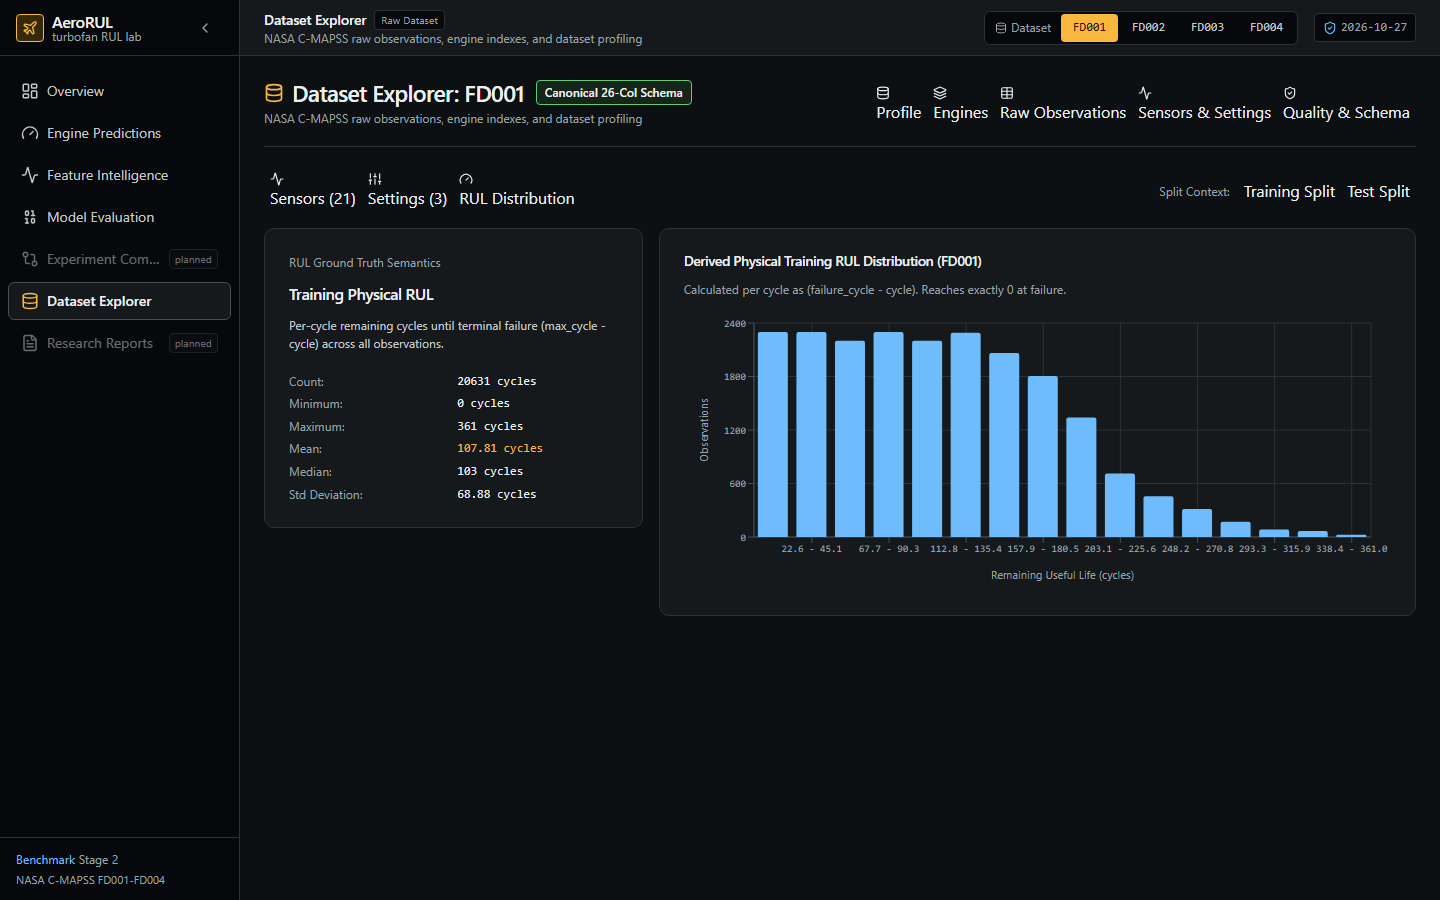 AeroRUL
turbofan RUL lab
Overview
Engine Predictions
Feature Intelligence
Model Evaluation
Experiment Com... planned
Dataset Explorer
Research Reports planned
Benchmark Stage 2
NASA C-MAPSS FD001-FD004
Dataset Explorer Raw Dataset
NASA C-MAPSS raw observations, engine indexes, and dataset profiling
Dataset FD001 FD002 FD003 FD004 2026-10-27
Dataset Explorer: FD001 Canonical 26-Col Schema
NASA C-MAPSS raw observations, engine indexes, and dataset profiling
Profile Engines Raw Observations Sensors & Settings Quality & Schema
Sensors (21) Settings (3) RUL Distribution
Split Context: Training Split Test Split
RUL Ground Truth Semantics
Training Physical RUL
Per-cycle remaining cycles until terminal failure (max_cycle -
cycle) across all observations.
Count: 20631 cycles
Minimum: 0 cycles
Maximum: 361 cycles
Mean: 107.81 cycles
Median: 103 cycles
Std Deviation: 68.88 cycles
Derived Physical Training RUL Distribution (FD001)
Calculated per cycle as (failure_cycle - cycle). Reaches exactly 0 at failure.
Observations
2400
1800
1200
600
0
22.6 - 45.1 67.7 - 90.3 112.8 - 135.4 157.9 - 180.5 203.1 - 225.6 248.2 - 270.8 293.3 - 315.9 338.4 - 361.0
Remaining Useful Life (cycles)